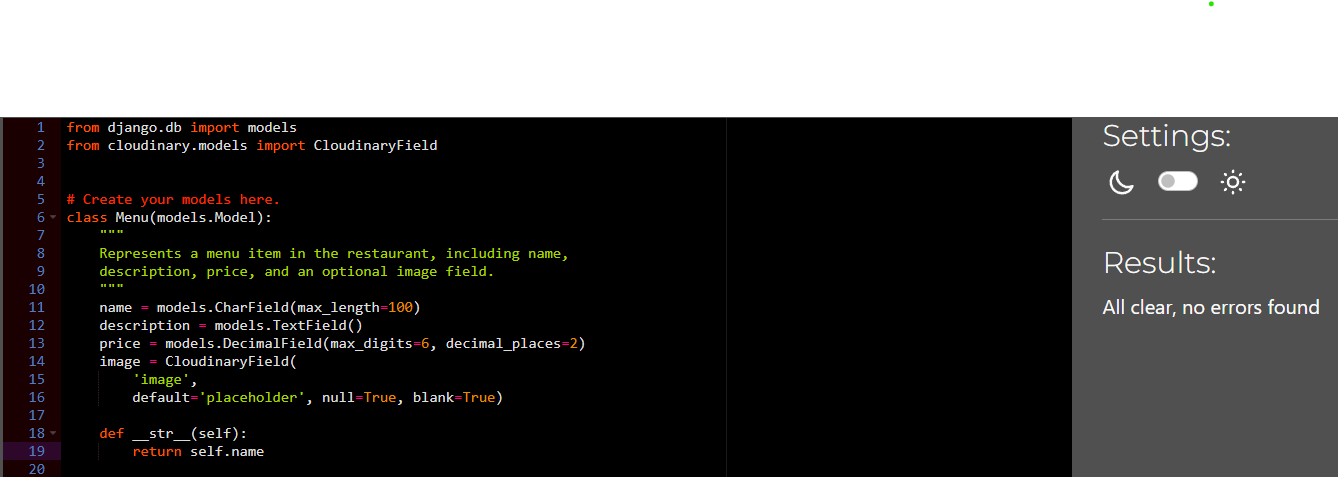 1 from django.db import models
2 from cloudinary.models import CloudinaryField
3
4
5 # Create your models here.
6 class Menu(models.Model):
7     """
8     Represents a menu item in the restaurant, including name,
9     description, price, and an optional image field.
10     """
11     name = models.CharField(max_length=100)
12     description = models.TextField()
13     price = models.DecimalField(max_digits=6, decimal_places=2)
14     image = CloudinaryField(
15         'image',
16         default='placeholder', null=True, blank=True)
17
18     def __str__(self):
19         return self.name
20
Settings:
Results:
All clear, no errors found